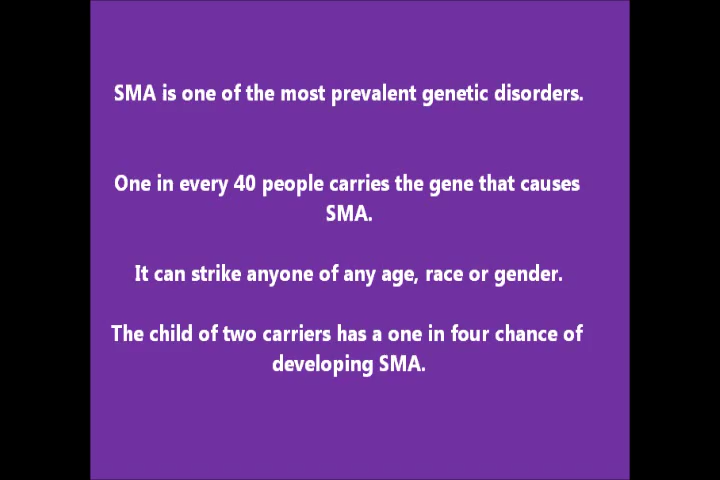 SMA is one of the most prevalent genetic disorders.
One in every 40 people carries the gene that causes
SMA.
It can strike anyone of any age, race or gender.
The child of two carriers has a one in four chance of
developing SMA.